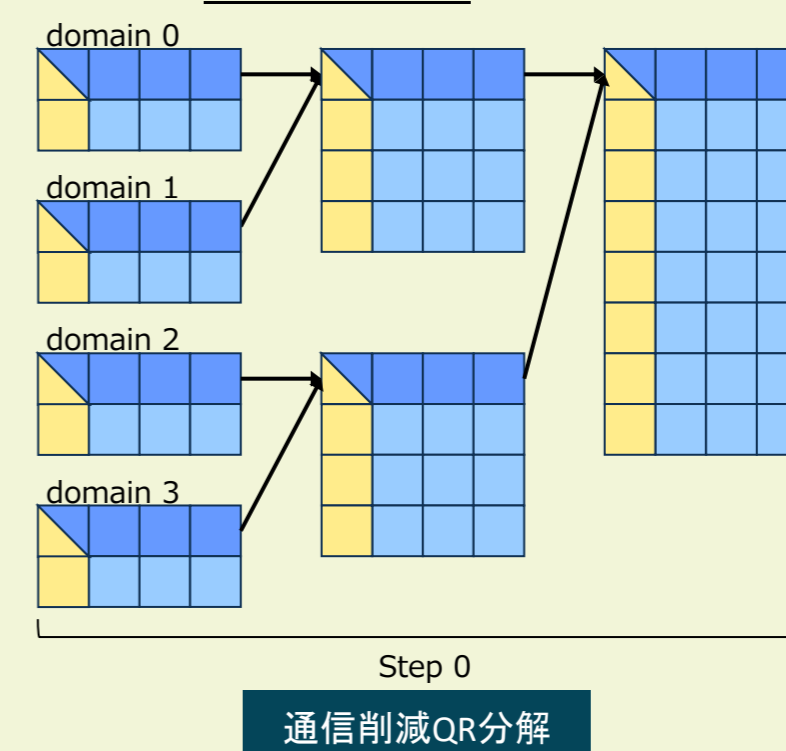 domain 0
domain 1
domain 2
domain 3
Step 0
通信削減QR分解